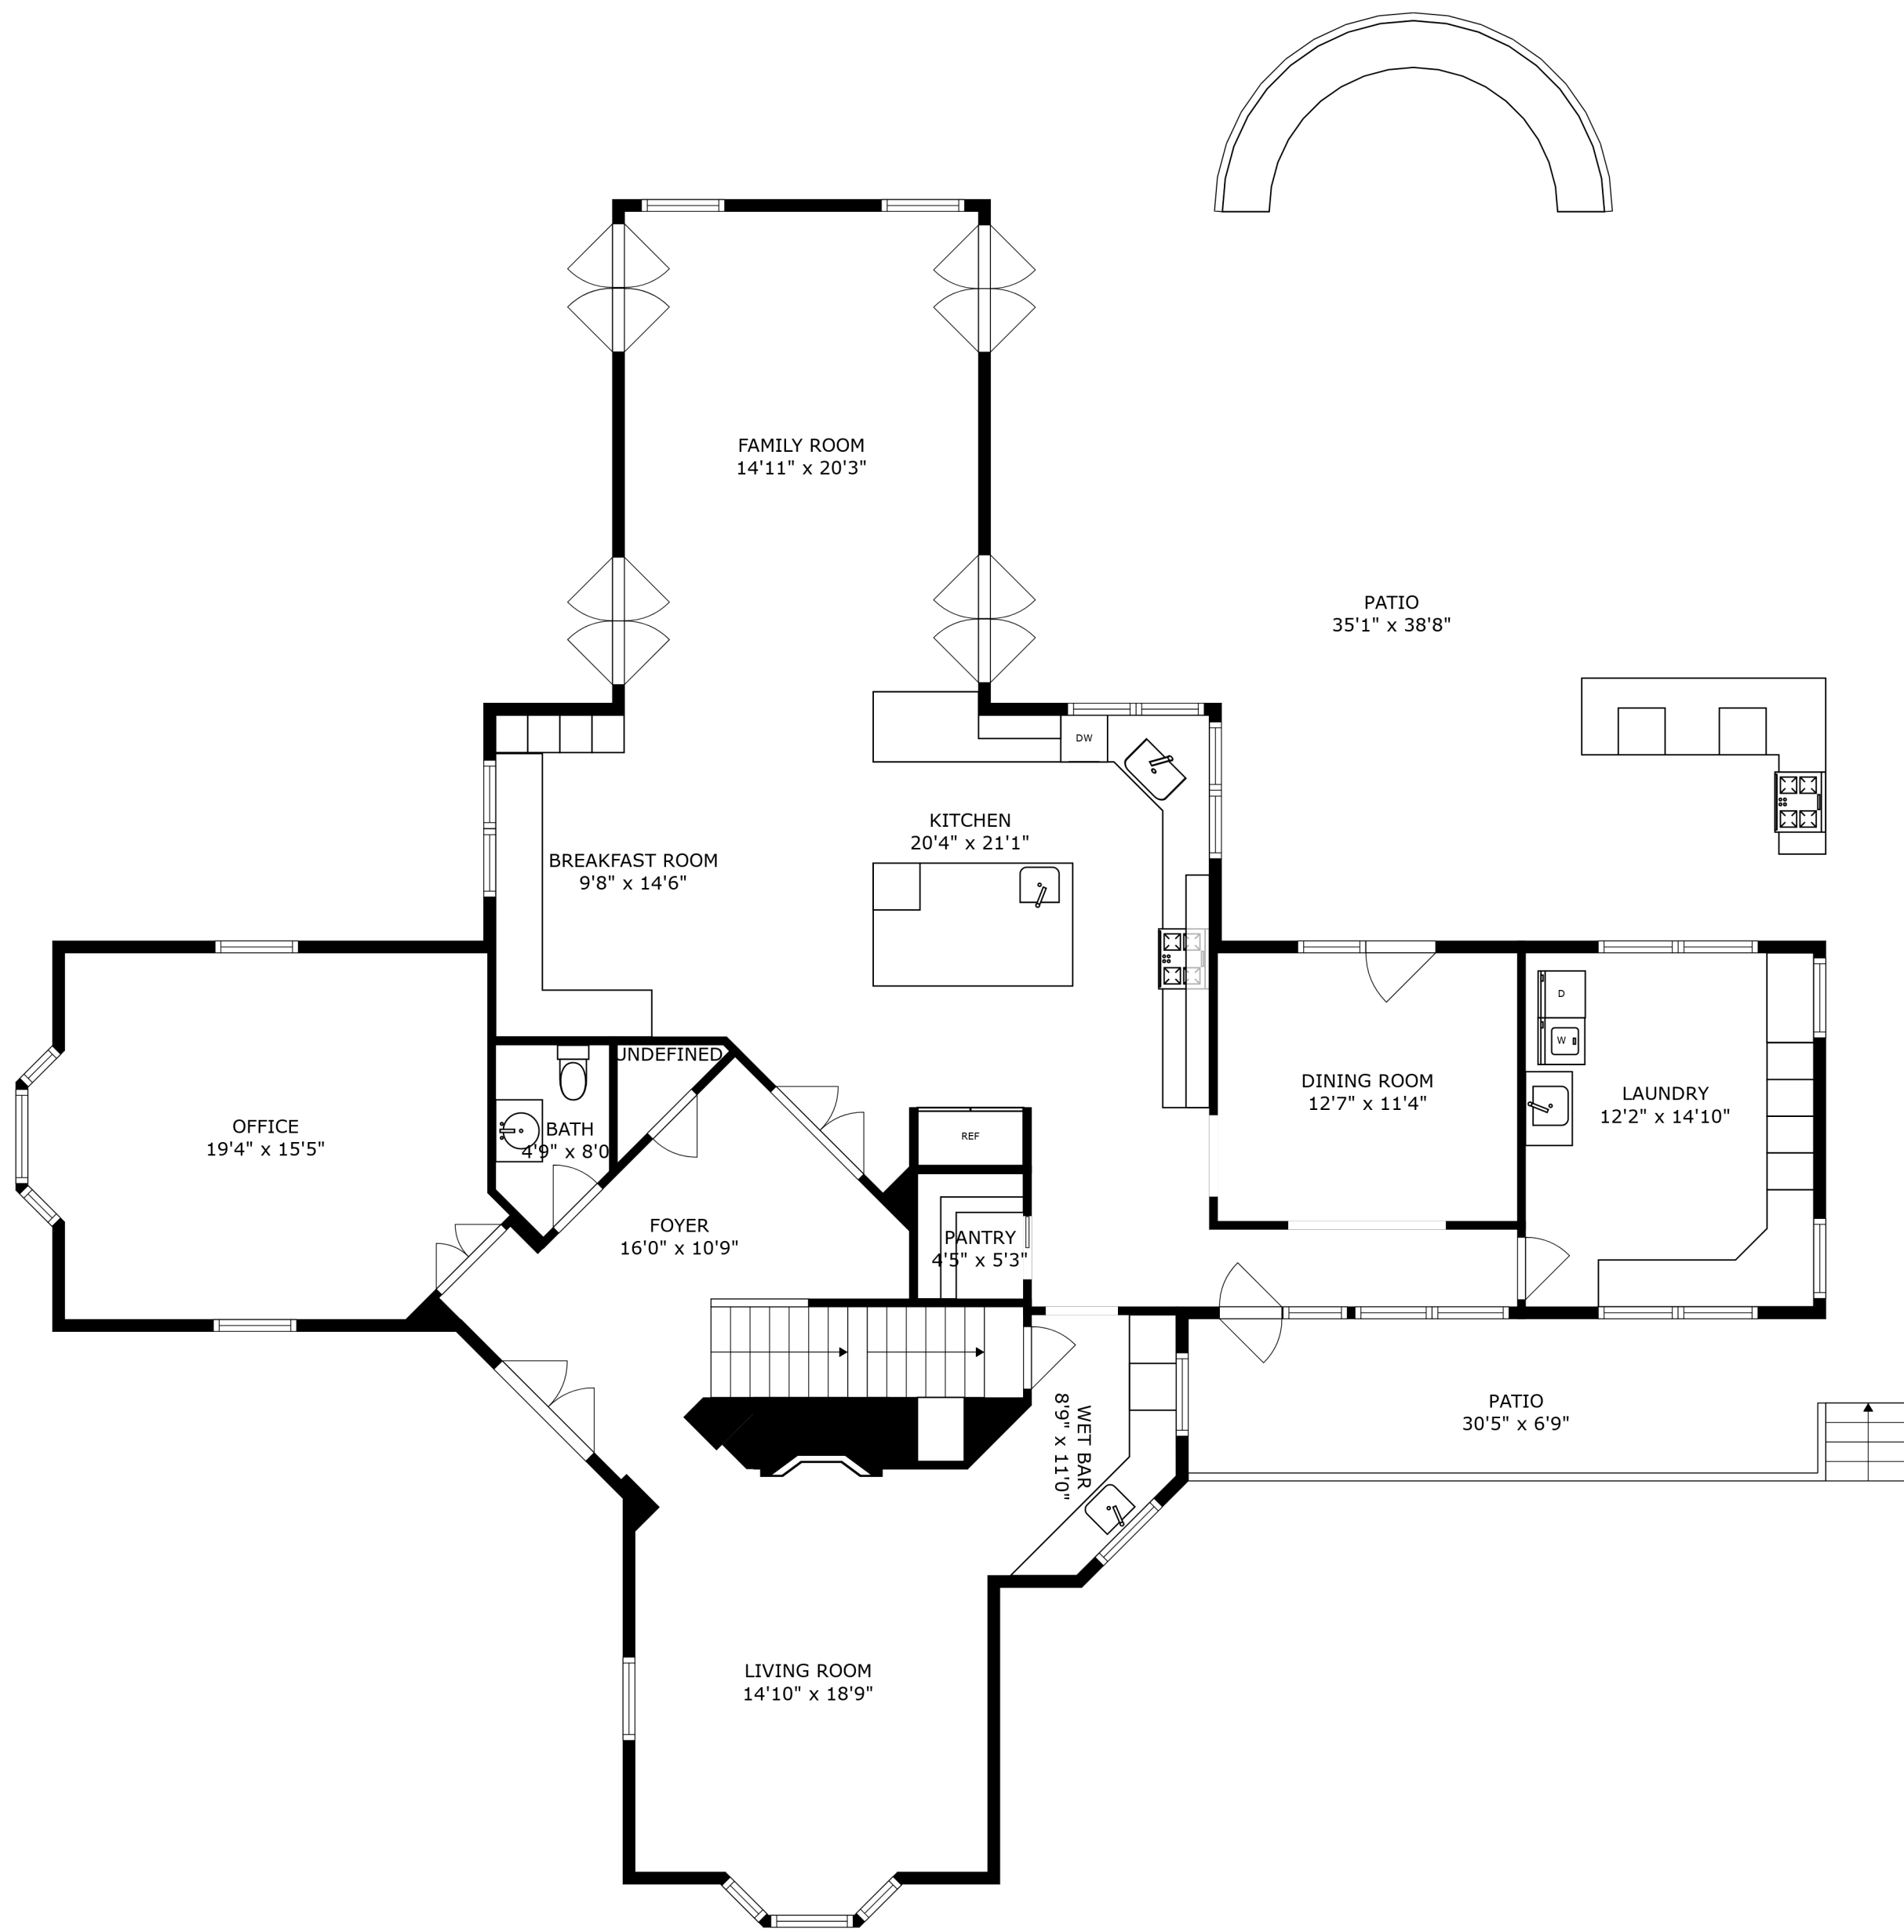 FAMILY ROOM
14'11" x 20'3"
PATIO
35'1" x 38'8"
DW
KITCHEN
20'4" x 21'1"
BREAKFAST ROOM
9'8" x 14'6"
D
W
UNDEFINED
DINING ROOM
12'7" x 11'4"
LAUNDRY
12'2" x 14'10"
OFFICE
19'4" x 15'5"
BATH
4'9" x 8'0
REF
FOYER
16'0" x 10'9"
PANTRY
4'5" x 5'3"
WET BAR
8'9" x 11'0"
PATIO
30'5" x 6'9"
LIVING ROOM
14'10" x 18'9"